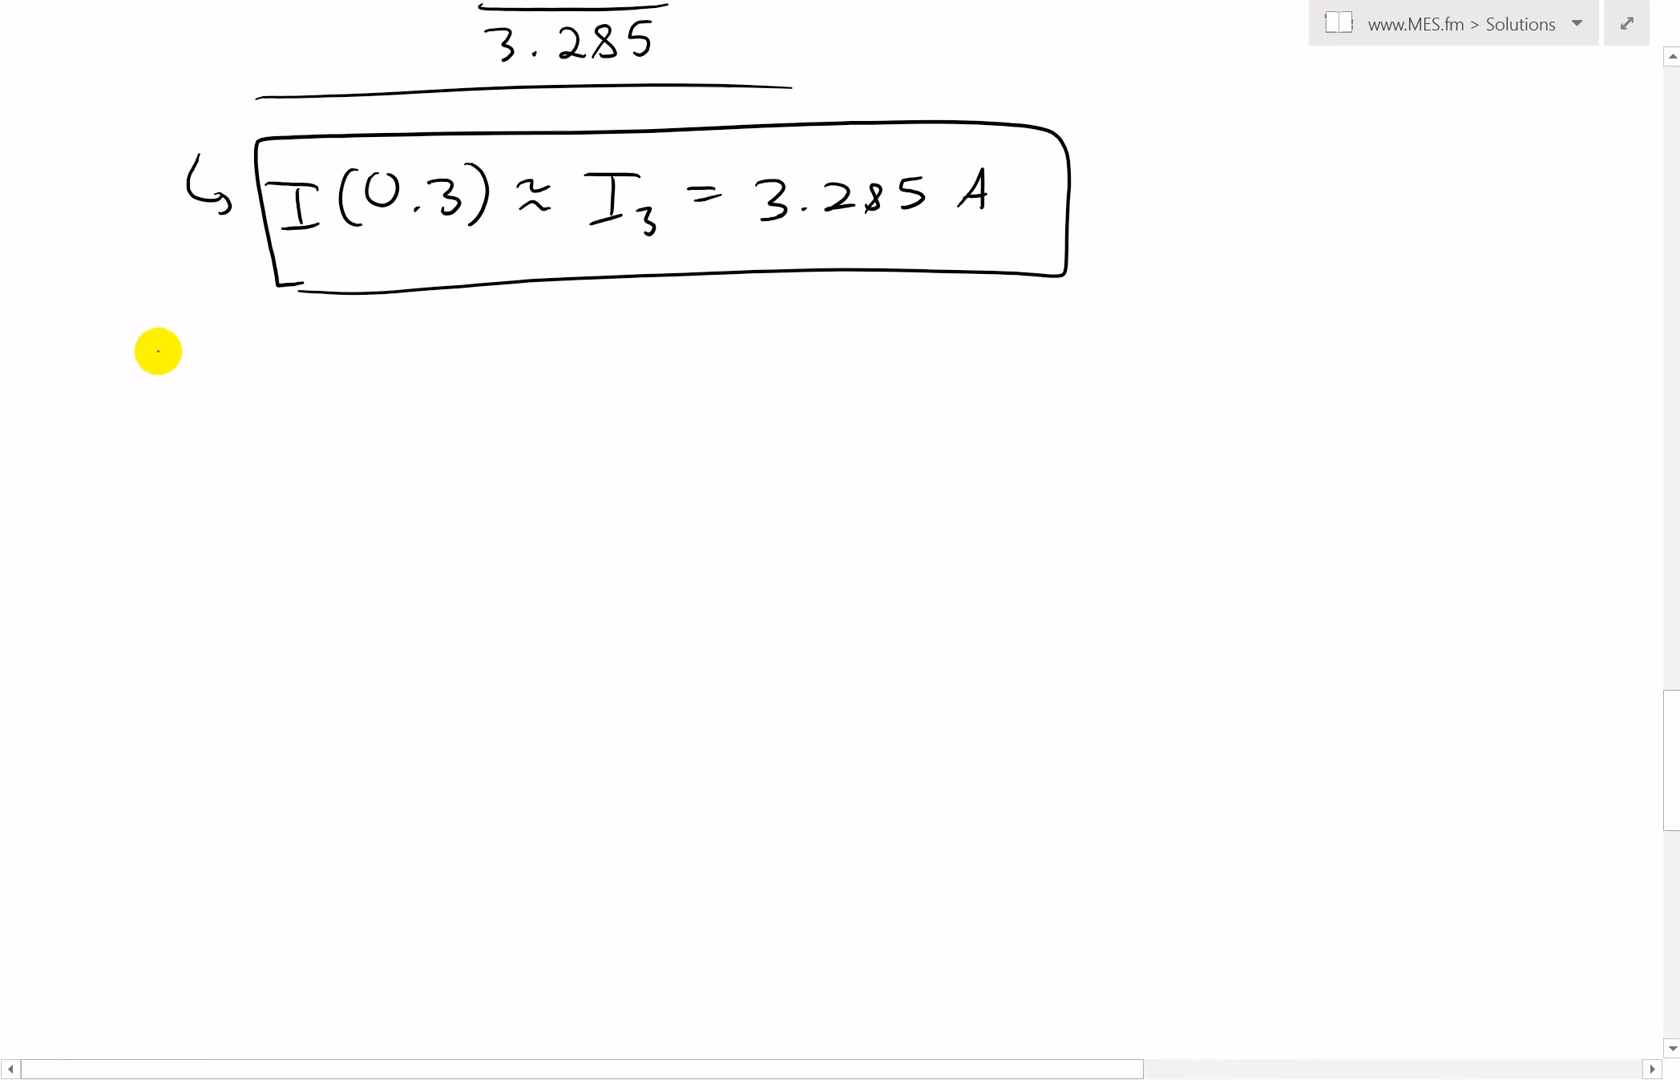 www.MES.fm > Solutions
3.285
I(0.3) ≈ I₃ = 3.285 A